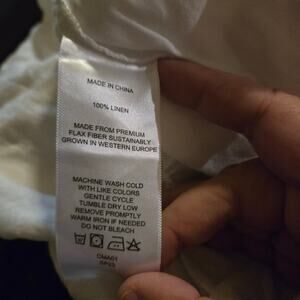 MADE IN CHINA
100% LINEN
MADE FROM PREMIUM
FLAX FIBER SUSTAINABLY
GROWN IN WESTERN EUROPE
MACHINE WASH COLD
WITH LIKE COLORS
GENTLE CYCLE
TUMBLE DRY LOW
REMOVE PROMPTLY
WARM IRON IF NEEDED
DO NOT BLEACH